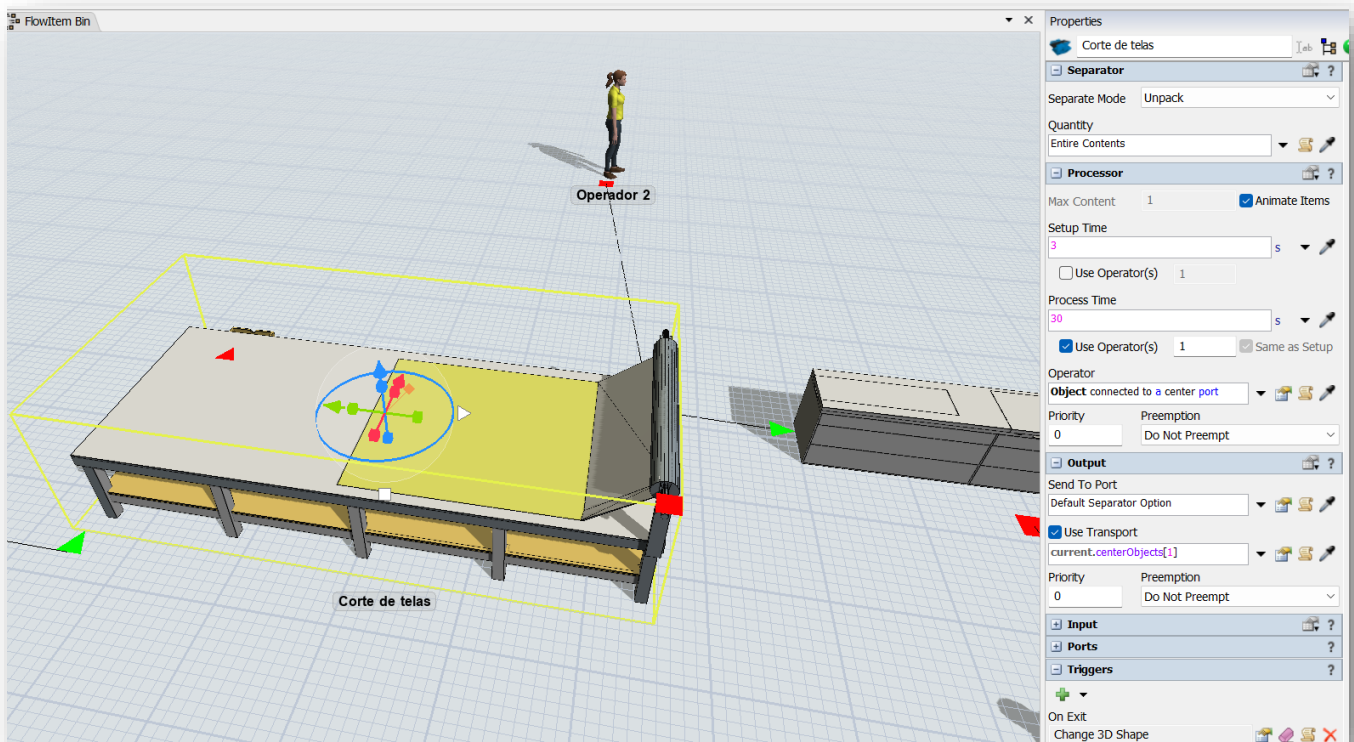 FlowItem Bin
Operador 2
Corte de telas
Properties
Corte de telas
Separator
?
Separate Mode Unpack
Quantity
Entire Contents
Processor
?
Max Content 1 Animate Items
Setup Time
3 s
Use Operator(s) 1
Process Time
30 s
Use Operator(s) 1 Same as Setup
Operator
Object connected to a center port
Priority Preemption
0 Do Not Preempt
Output
?
Send To Port
Default Separator Option
Use Transport
current.centerObjects[1]
Priority Preemption
0 Do Not Preempt
Input
?
Ports
?
Triggers
?
On Exit
Change 3D Shape